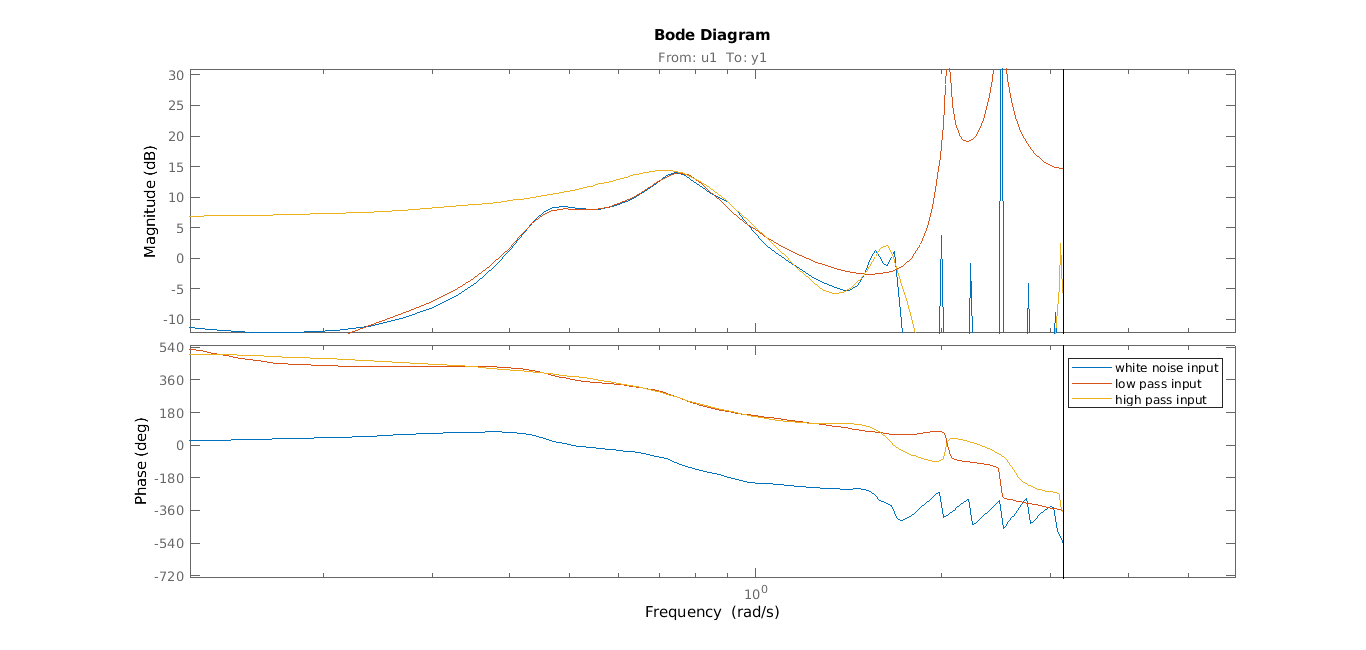 Bode Diagram
From: u1  To: y1
30
25
20
15
10
5
0
-5
-10
Magnitude (dB)
540
360
180
0
-180
-360
-540
-720
Phase (deg)
white noise input
low pass input
high pass input
10^0
Frequency  (rad/s)